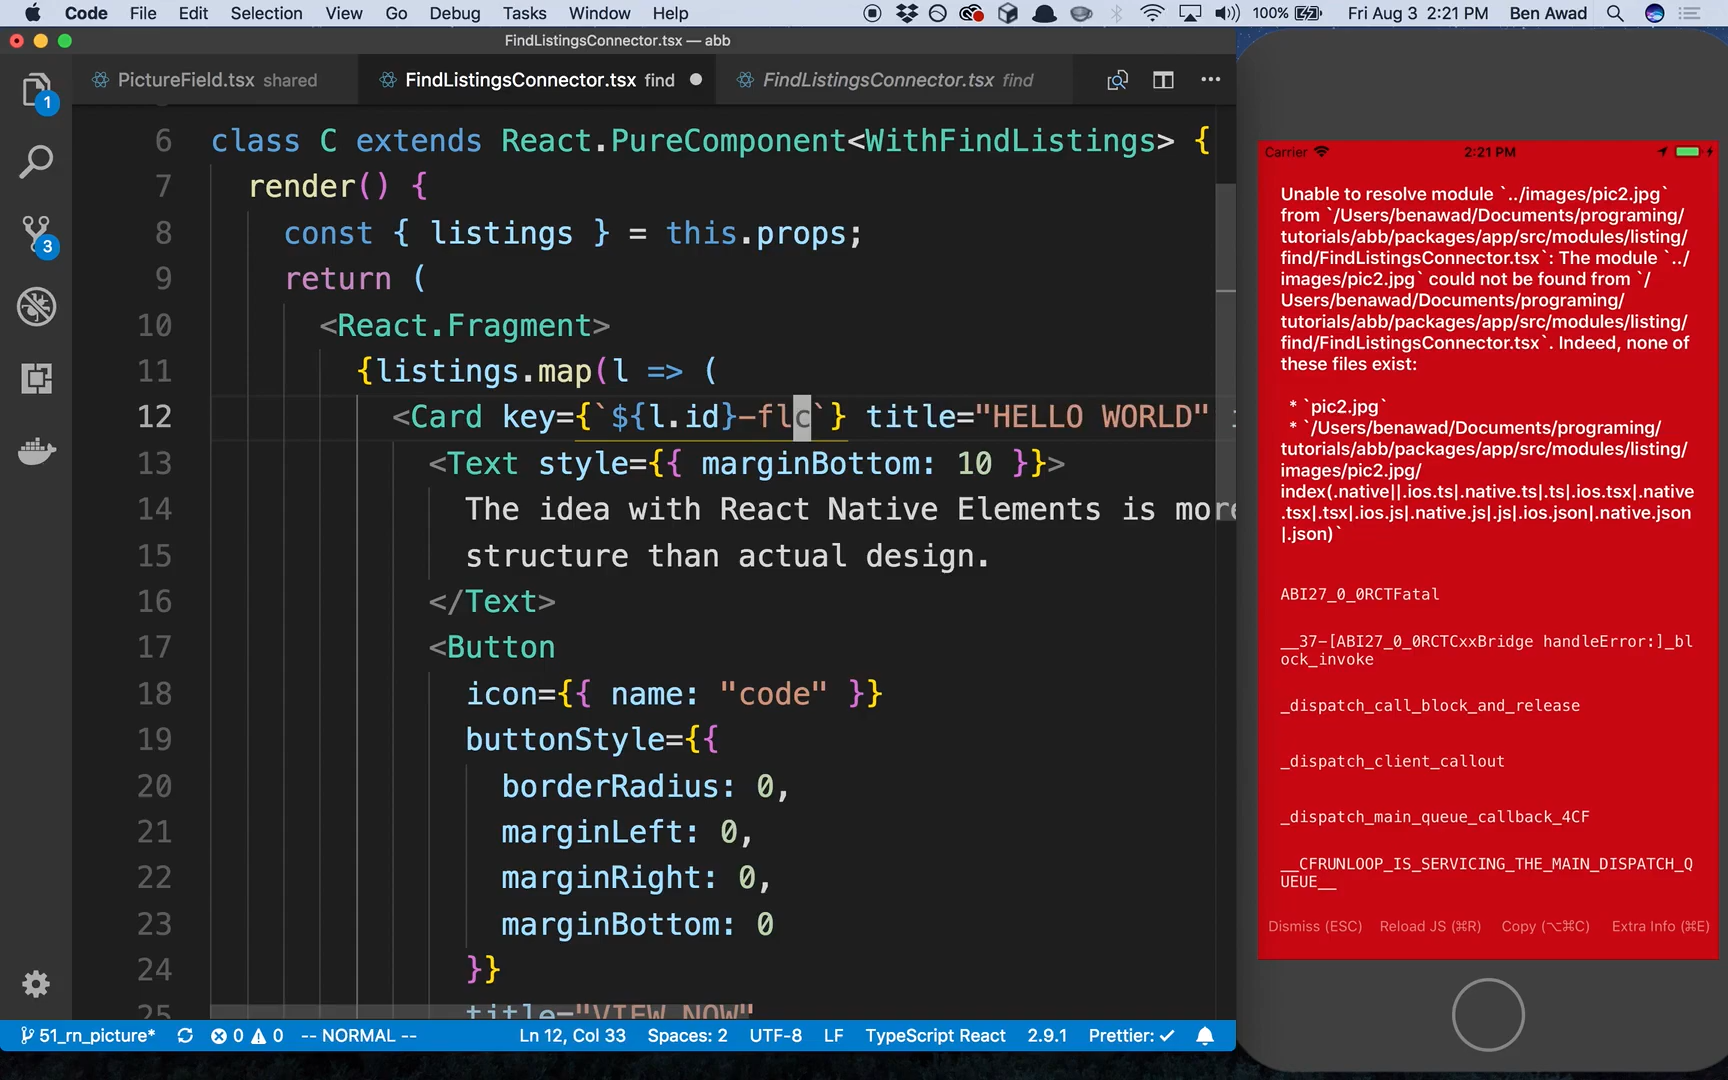 Code File Edit Selection View Go Debug Tasks Window Help 100% Fri Aug 3 2:21 PM Ben Awad
FindListingsConnector.tsx — abb
PictureField.tsx shared FindListingsConnector.tsx find FindListingsConnector.tsx find
1
3
6 class C extends React.PureComponent<WithFindListings> {
7 render() {
8 const { listings } = this.props;
9 return (
10 <React.Fragment>
11 {listings.map(l => (
12 <Card key={`${l.id}-flc`} title="HELLO WORLD"
13 <Text style={{ marginBottom: 10 }}>
14 The idea with React Native Elements is more
15 structure than actual design.
16 </Text>
17 <Button
18 icon={{ name: "code" }}
19 buttonStyle={{
20 borderRadius: 0,
21 marginLeft: 0,
22 marginRight: 0,
23 marginBottom: 0
24 }}
25 title="VIEW NOW"
51_rn_picture* 0 0 -- NORMAL -- Ln 12, Col 33 Spaces: 2 UTF-8 LF TypeScript React 2.9.1 Prettier: ✓
Carrier 2:21 PM
Unable to resolve module `../images/pic2.jpg`
from `/Users/benawad/Documents/programing/
tutorials/abb/packages/app/src/modules/listing/
find/FindListingsConnector.tsx`: The module `../
images/pic2.jpg` could not be found from `/
Users/benawad/Documents/programing/
tutorials/abb/packages/app/src/modules/listing/
find/FindListingsConnector.tsx`. Indeed, none of
these files exist:
* `pic2.jpg`
* `/Users/benawad/Documents/programing/
tutorials/abb/packages/app/src/modules/listing/
images/pic2.jpg/
index(.native||.ios.ts|.native.ts|.ts|.ios.tsx|.native
.tsx|.tsx|.ios.js|.native.js|.js|.ios.json|.native.json
|.json)`
ABI27_0_0RCTFatal
__37-[ABI27_0_0RCTCxxBridge handleError:]_bl
ock_invoke
_dispatch_call_block_and_release
_dispatch_client_callout
_dispatch_main_queue_callback_4CF
__CFRUNLOOP_IS_SERVICING_THE_MAIN_DISPATCH_Q
UEUE__
Dismiss (ESC) Reload JS (⌘R) Copy (⌥⌘C) Extra Info (⌘E)